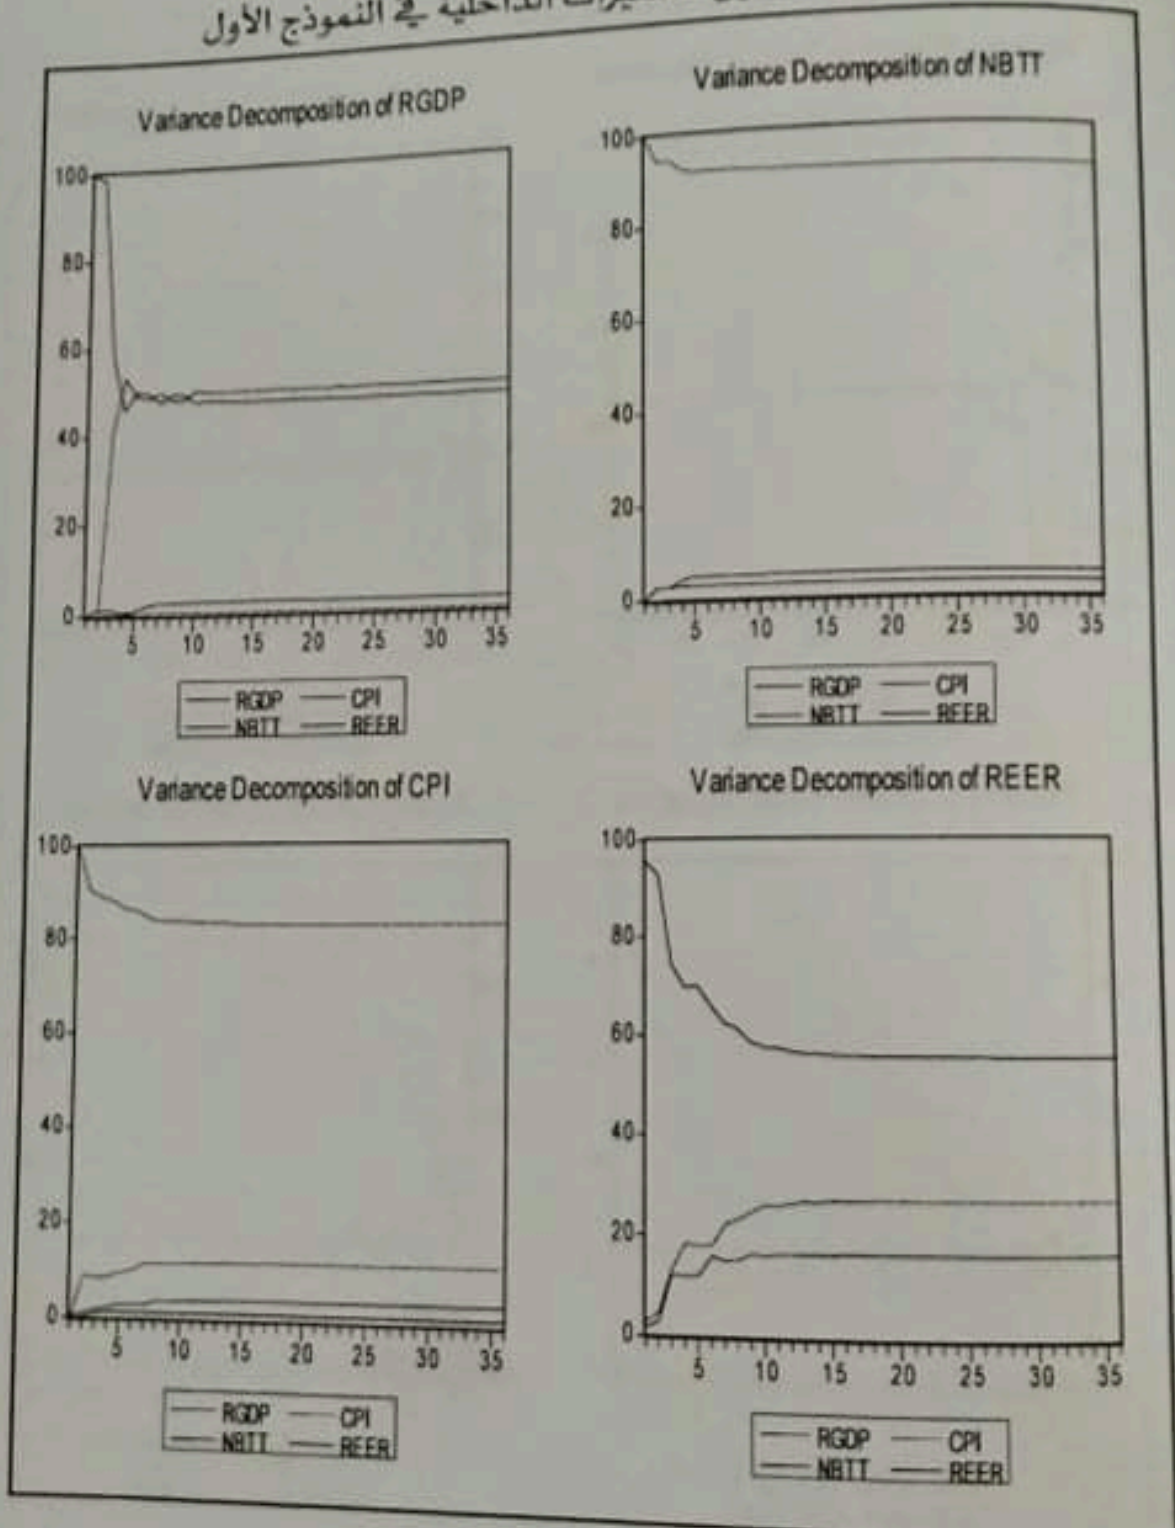 الداخلية في النموذج الأول
Variance Decomposition of RGDP
100
80
60
40
20
0
5 10 15 20 25 30 35
RGDP CPI
NBTT REER
Variance Decomposition of NBTT
100
80
60
40
20
0
5 10 15 20 25 30 35
RGDP CPI
NBTT REER
Variance Decomposition of CPI
100
80
60
40
20
0
5 10 15 20 25 30 35
RGDP CPI
NBTT REER
Variance Decomposition of REER
100
80
60
40
20
0
5 10 15 20 25 30 35
RGDP CPI
NBTT REER